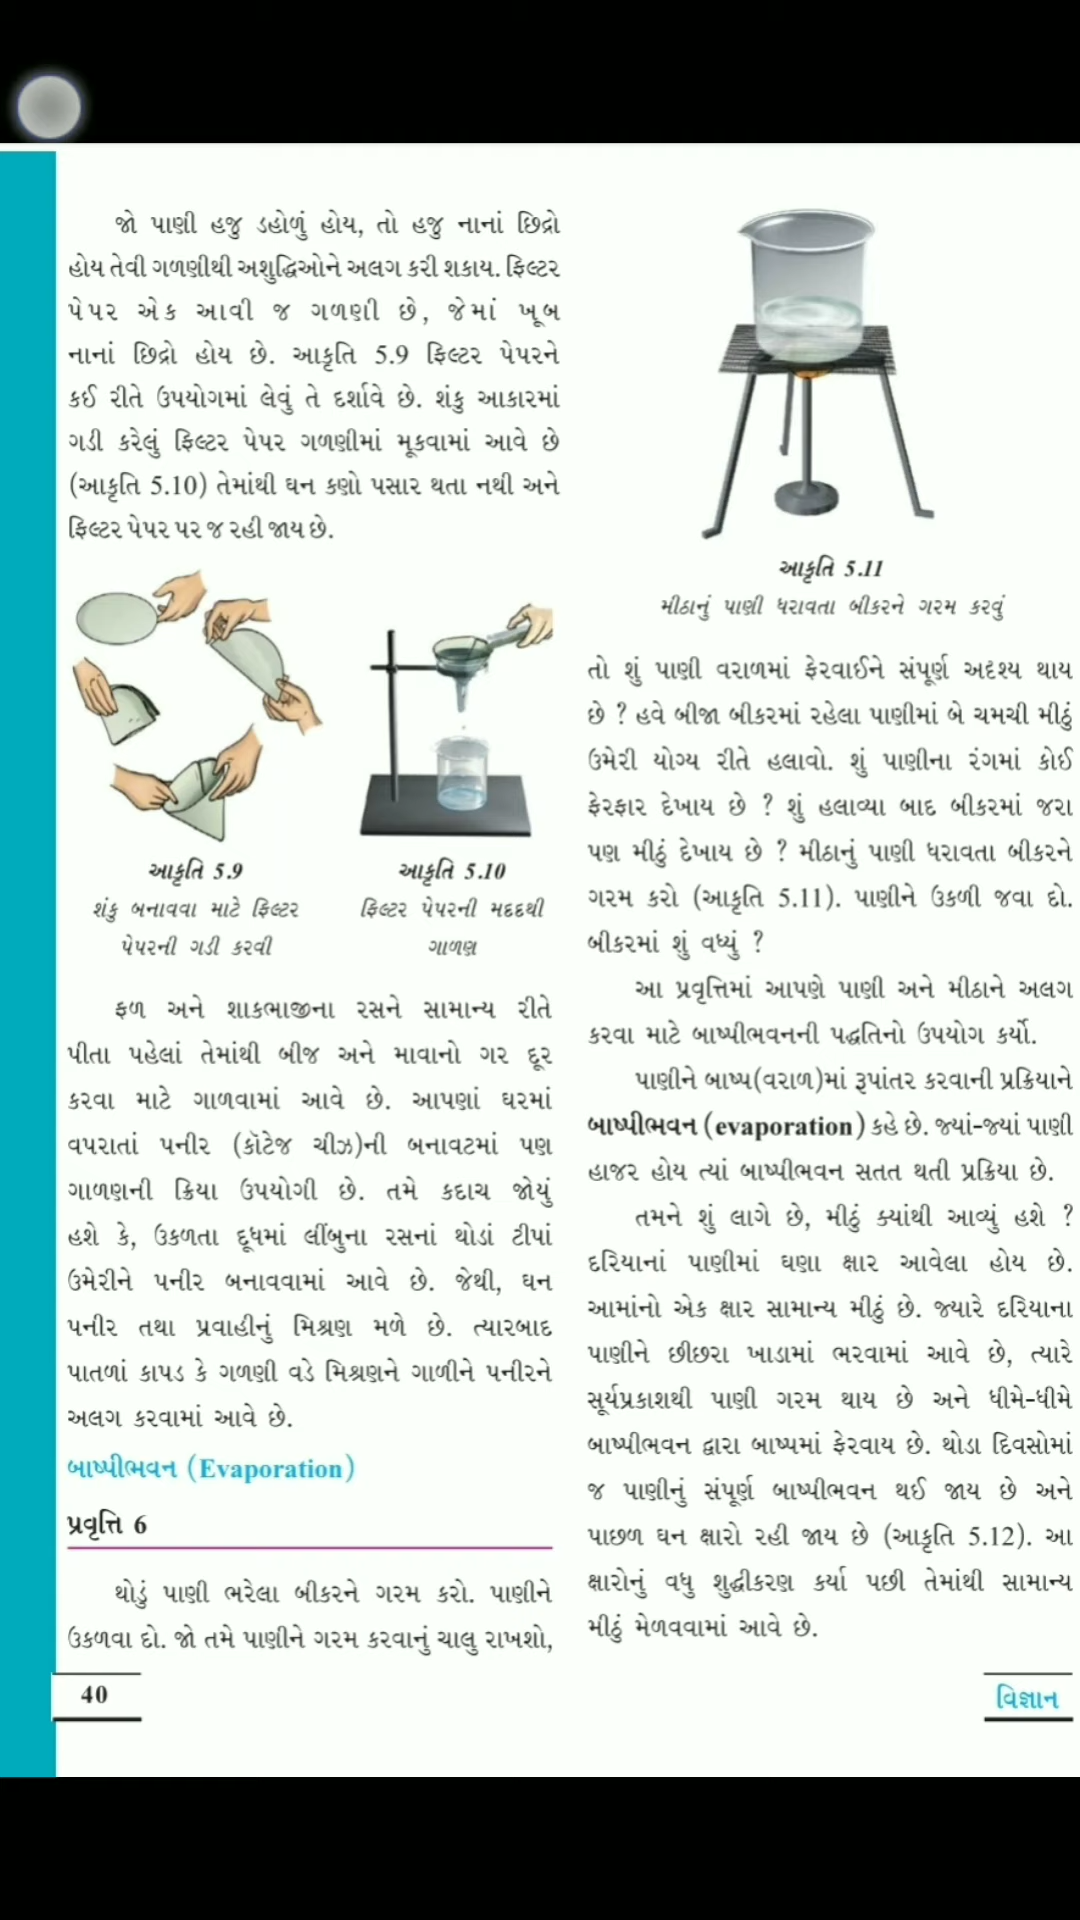 જો પાણી હજુ ડહોળું હોય, તો હજુ નાનાં છિદ્રો
હોય તેવી ગળણીથી અશુદ્ધિઓને અલગ કરી શકાય. ફિલ્ટર
પેપર એક આવી જ ગળણી છે, જેમાં ખૂબ
નાનાં છિદ્રો હોય છે. આકૃતિ 5.9 ફિલ્ટર પેપરને
કઈ રીતે ઉપયોગમાં લેવું તે દર્શાવે છે. શંકુ આકારમાં
ગડી કરેલું ફિલ્ટર પેપર ગળણીમાં મૂકવામાં આવે છે
(આકૃતિ 5.10) તેમાંથી ઘન કણો પસાર થતા નથી અને
ફિલ્ટર પેપર પર જ રહી જાય છે.
આકૃતિ 5.9
શંકુ બનાવવા માટે ફિલ્ટર
પેપરની ગડી કરવી
આકૃતિ 5.10
ફિલ્ટર પેપરની મદદથી
ગાળણ
ફળ અને શાકભાજીના રસને સામાન્ય રીતે
પીતા પહેલાં તેમાંથી બીજ અને માવાનો ગર દૂર
કરવા માટે ગાળવામાં આવે છે. આપણાં ઘરમાં
વપરાતાં પનીર (કૉટેજ ચીઝ)ની બનાવટમાં પણ
ગાળણની ક્રિયા ઉપયોગી છે. તમે કદાચ જોયું
હશે કે, ઉકળતા દૂધમાં લીંબુના રસનાં થોડાં ટીપાં
ઉમેરીને પનીર બનાવવામાં આવે છે. જેથી, ઘન
પનીર તથા પ્રવાહીનું મિશ્રણ મળે છે. ત્યારબાદ
પાતળાં કાપડ કે ગળણી વડે મિશ્રણને ગાળીને પનીરને
અલગ કરવામાં આવે છે.
બાષ્પીભવન (Evaporation)
પ્રવૃત્તિ 6
થોડું પાણી ભરેલા બીકરને ગરમ કરો. પાણીને
ઉકળવા દો. જો તમે પાણીને ગરમ કરવાનું ચાલુ રાખશો,
આકૃતિ 5.11
મીઠાનું પાણી ધરાવતા બીકરને ગરમ કરવું
તો શું પાણી વરાળમાં ફેરવાઈને સંપૂર્ણ અદૃશ્ય થાય
છે ? હવે બીજા બીકરમાં રહેલા પાણીમાં બે ચમચી મીઠું
ઉમેરી યોગ્ય રીતે હલાવો. શું પાણીના રંગમાં કોઈ
ફેરફાર દેખાય છે ? શું હલાવ્યા બાદ બીકરમાં જરા
પણ મીઠું દેખાય છે ? મીઠાનું પાણી ધરાવતા બીકરને
ગરમ કરો (આકૃતિ 5.11). પાણીને ઉકળી જવા દો.
બીકરમાં શું વધ્યું ?
આ પ્રવૃત્તિમાં આપણે પાણી અને મીઠાને અલગ
કરવા માટે બાષ્પીભવનની પદ્ધતિનો ઉપયોગ કર્યો.
પાણીને બાષ્પ(વરાળ)માં રૂપાંતર કરવાની પ્રક્રિયાને
બાષ્પીભવન (evaporation) કહે છે. જ્યાં-જ્યાં પાણી
હાજર હોય ત્યાં બાષ્પીભવન સતત થતી પ્રક્રિયા છે.
તમને શું લાગે છે, મીઠું ક્યાંથી આવ્યું હશે ?
દરિયાનાં પાણીમાં ઘણા ક્ષાર આવેલા હોય છે.
આમાંનો એક ક્ષાર સામાન્ય મીઠું છે. જ્યારે દરિયાના
પાણીને છીછરા ખાડામાં ભરવામાં આવે છે, ત્યારે
સૂર્યપ્રકાશથી પાણી ગરમ થાય છે અને ધીમે-ધીમે
બાષ્પીભવન દ્વારા બાષ્પમાં ફેરવાય છે. થોડા દિવસોમાં
જ પાણીનું સંપૂર્ણ બાષ્પીભવન થઈ જાય છે અને
પાછળ ઘન ક્ષારો રહી જાય છે (આકૃતિ 5.12). આ
ક્ષારોનું વધુ શુદ્ધીકરણ કર્યા પછી તેમાંથી સામાન્ય
મીઠું મેળવવામાં આવે છે.
40
વિજ્ઞાન